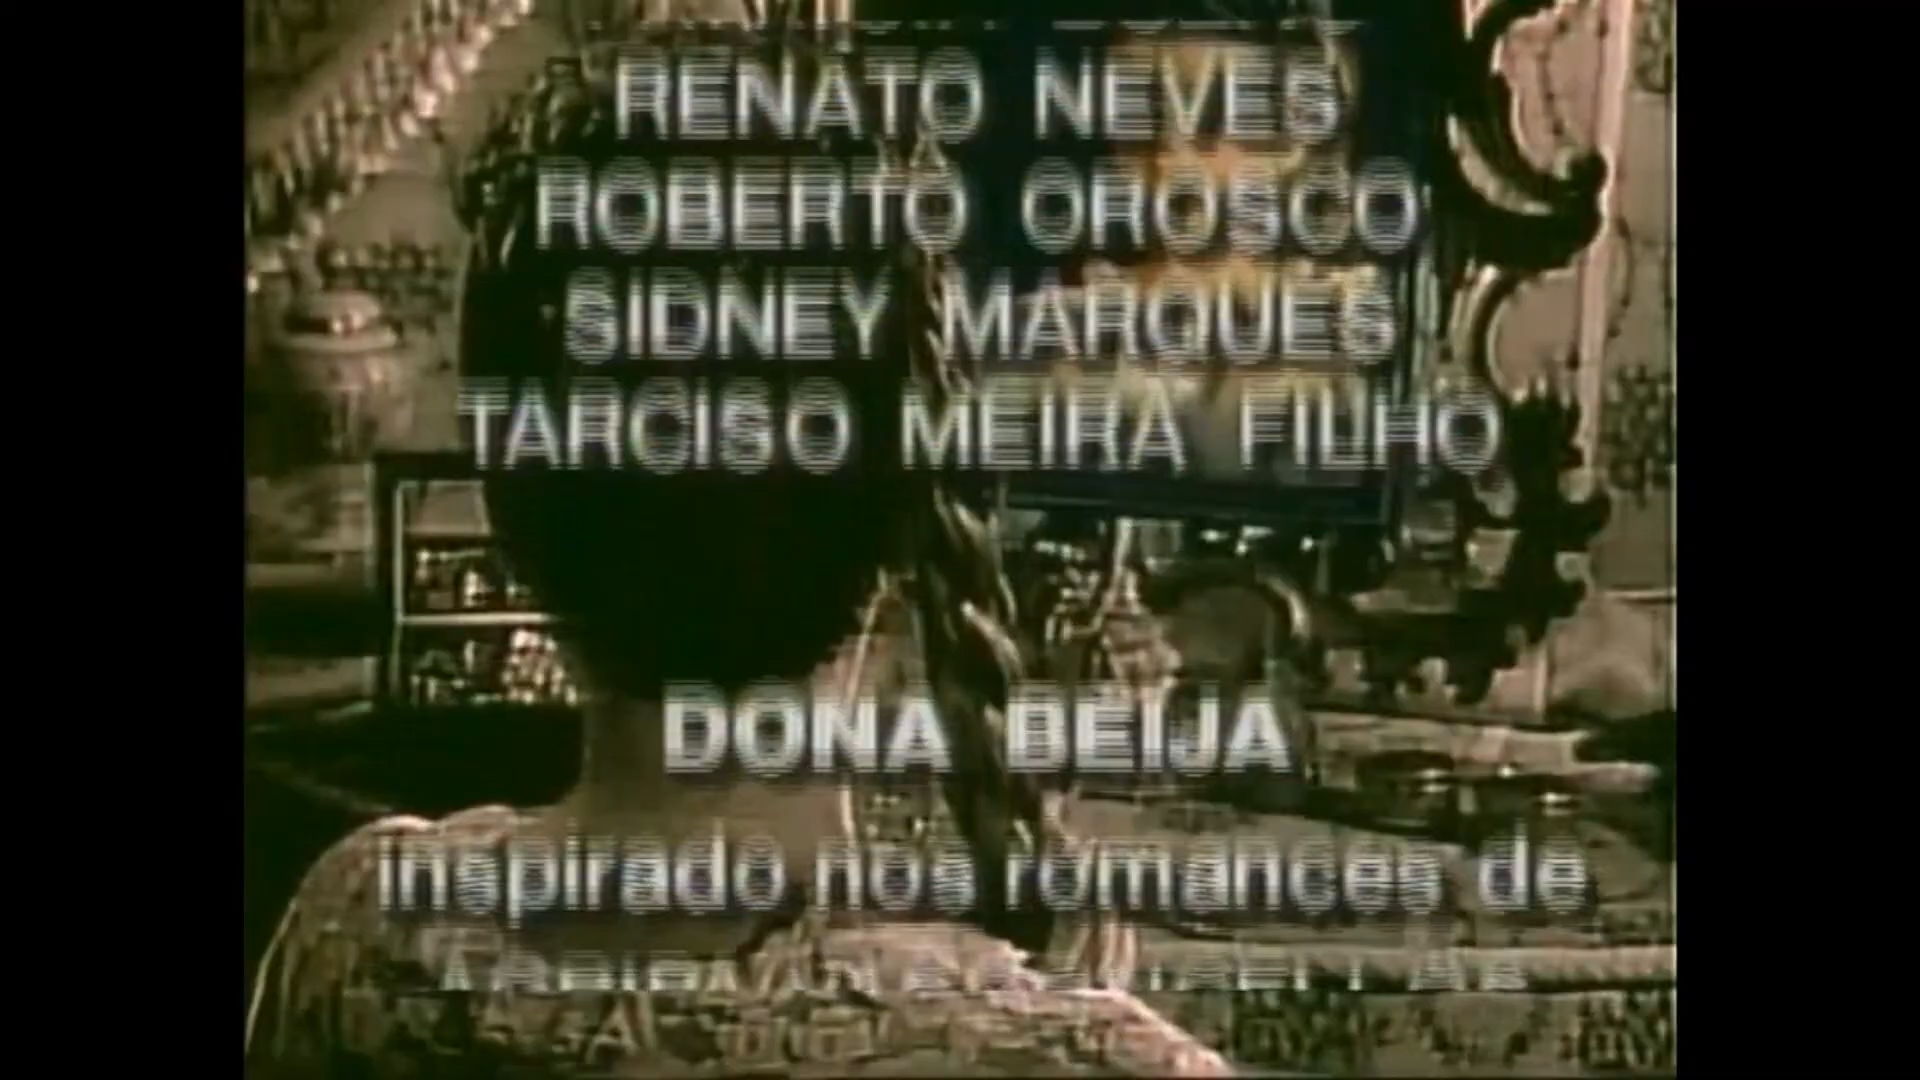 RENATO NEVES
ROBERTO OROSCO
SIDNEY MARQUES
TARCISO MEIRA FILHO
DONA BEIJA
inspirado nos romances de